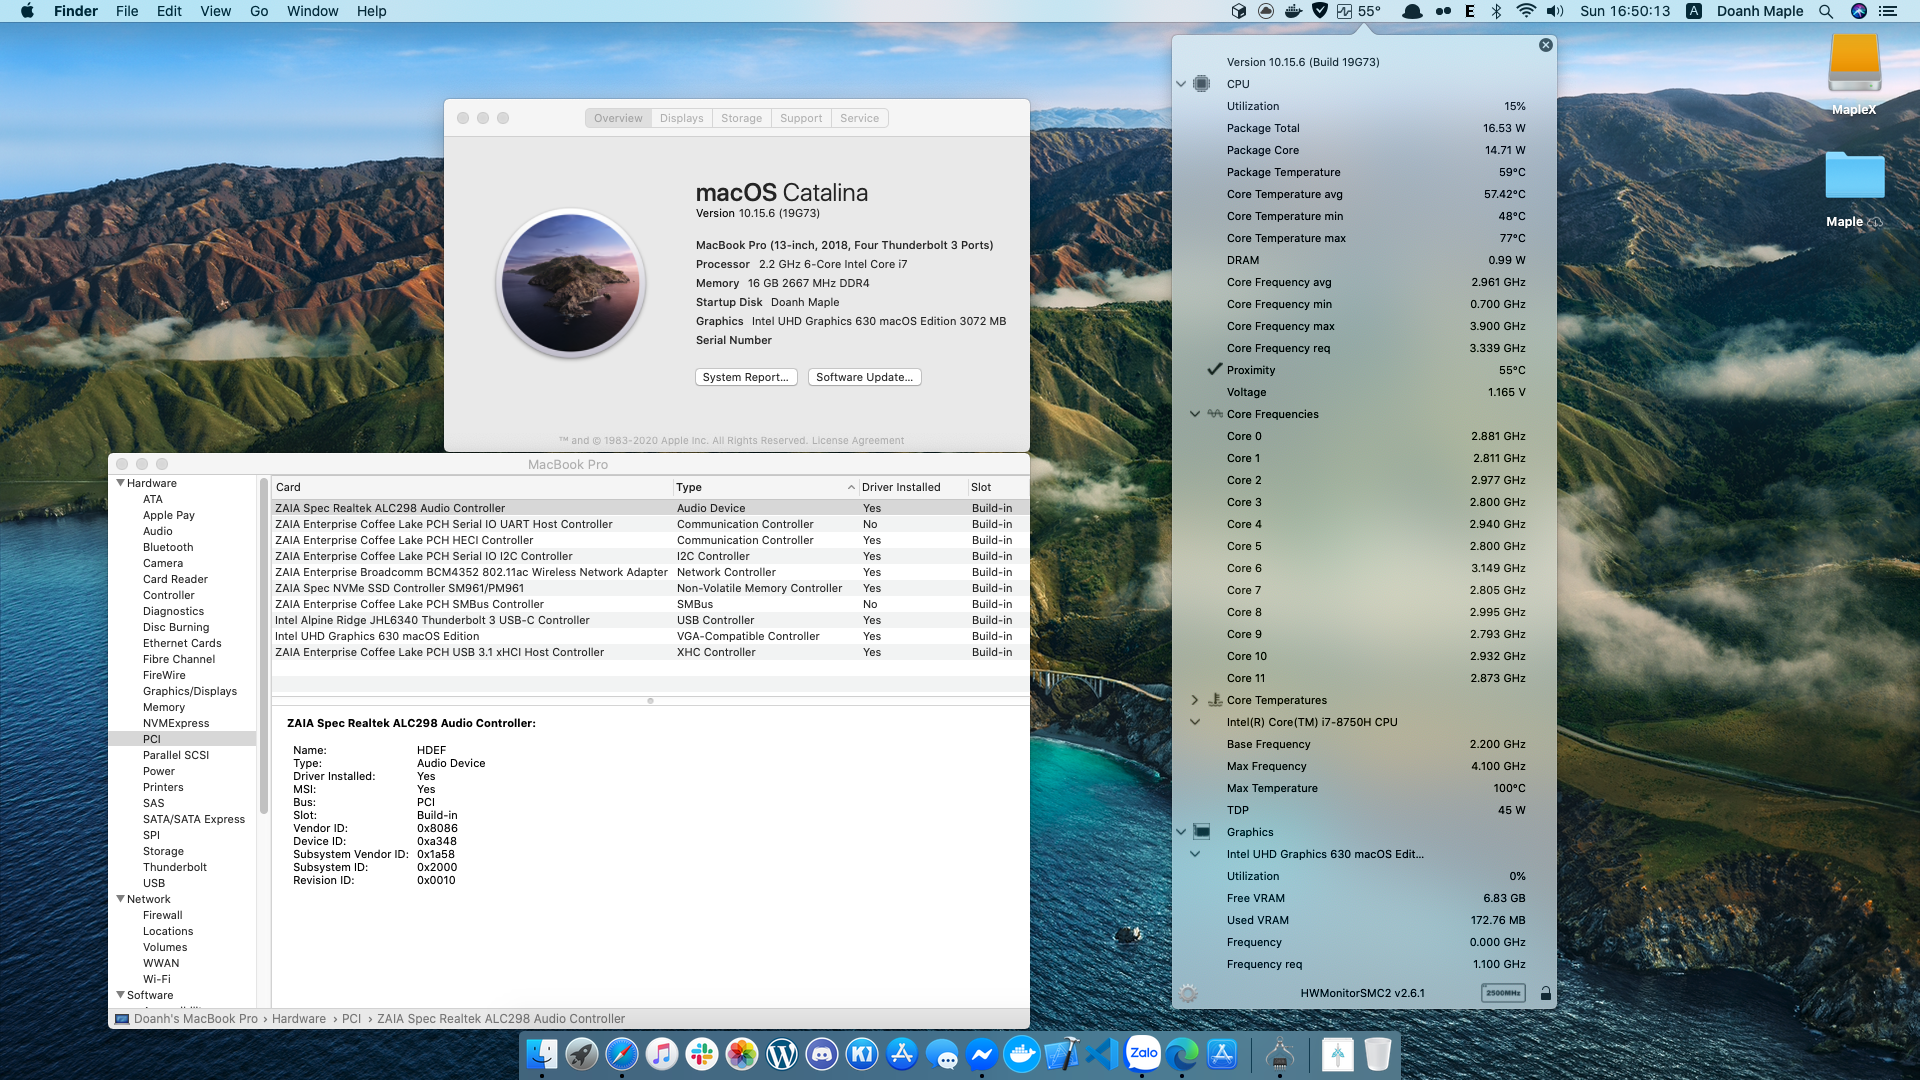 Finder File Edit View Go Window Help
55° E Sun 16:50:13 A Doanh Maple
MapleX
Maple
Overview Displays Storage Support Service
macOS Catalina
Version 10.15.6 (19G73)
MacBook Pro (13-inch, 2018, Four Thunderbolt 3 Ports)
Processor 2.2 GHz 6-Core Intel Core i7
Memory 16 GB 2667 MHz DDR4
Startup Disk Doanh Maple
Graphics Intel UHD Graphics 630 macOS Edition 3072 MB
Serial Number
System Report... Software Update...
™ and © 1983-2020 Apple Inc. All Rights Reserved. License Agreement
MacBook Pro
Hardware
ATA
Apple Pay
Audio
Bluetooth
Camera
Card Reader
Controller
Diagnostics
Disc Burning
Ethernet Cards
Fibre Channel
FireWire
Graphics/Displays
Memory
NVMExpress
PCI
Parallel SCSI
Power
Printers
SAS
SATA/SATA Express
SPI
Storage
Thunderbolt
USB
Network
Firewall
Locations
Volumes
WWAN
Wi-Fi
Software
Card Type Driver Installed Slot
ZAIA Spec Realtek ALC298 Audio Controller Audio Device Yes Build-in
ZAIA Enterprise Coffee Lake PCH Serial IO UART Host Controller Communication Controller No Build-in
ZAIA Enterprise Coffee Lake PCH HECI Controller Communication Controller Yes Build-in
ZAIA Enterprise Coffee Lake PCH Serial IO I2C Controller I2C Controller Yes Build-in
ZAIA Enterprise Broadcomm BCM4352 802.11ac Wireless Network Adapter Network Controller Yes Build-in
ZAIA Spec NVMe SSD Controller SM961/PM961 Non-Volatile Memory Controller Yes Build-in
ZAIA Enterprise Coffee Lake PCH SMBus Controller SMBus No Build-in
Intel Alpine Ridge JHL6340 Thunderbolt 3 USB-C Controller USB Controller Yes Build-in
Intel UHD Graphics 630 macOS Edition VGA-Compatible Controller Yes Build-in
ZAIA Enterprise Coffee Lake PCH USB 3.1 xHCI Host Controller XHC Controller Yes Build-in
ZAIA Spec Realtek ALC298 Audio Controller:
Name: HDEF
Type: Audio Device
Driver Installed: Yes
MSI: Yes
Bus: PCI
Slot: Build-in
Vendor ID: 0x8086
Device ID: 0xa348
Subsystem Vendor ID: 0x1a58
Subsystem ID: 0x2000
Revision ID: 0x0010
Doanh's MacBook Pro › Hardware › PCI › ZAIA Spec Realtek ALC298 Audio Controller
Version 10.15.6 (Build 19G73)
CPU
Utilization 15%
Package Total 16.53 W
Package Core 14.71 W
Package Temperature 59°C
Core Temperature avg 57.42°C
Core Temperature min 48°C
Core Temperature max 77°C
DRAM 0.99 W
Core Frequency avg 2.961 GHz
Core Frequency min 0.700 GHz
Core Frequency max 3.900 GHz
Core Frequency req 3.339 GHz
Proximity 55°C
Voltage 1.165 V
Core Frequencies
Core 0 2.881 GHz
Core 1 2.811 GHz
Core 2 2.977 GHz
Core 3 2.800 GHz
Core 4 2.940 GHz
Core 5 2.800 GHz
Core 6 3.149 GHz
Core 7 2.805 GHz
Core 8 2.995 GHz
Core 9 2.793 GHz
Core 10 2.932 GHz
Core 11 2.873 GHz
Core Temperatures
Intel(R) Core(TM) i7-8750H CPU
Base Frequency 2.200 GHz
Max Frequency 4.100 GHz
Max Temperature 100°C
TDP 45 W
Graphics
Intel UHD Graphics 630 macOS Edit...
Utilization 0%
Free VRAM 6.83 GB
Used VRAM 172.76 MB
Frequency 0.000 GHz
Frequency req 1.100 GHz
HWMonitorSMC2 v2.6.1 2500MHz
Zalo